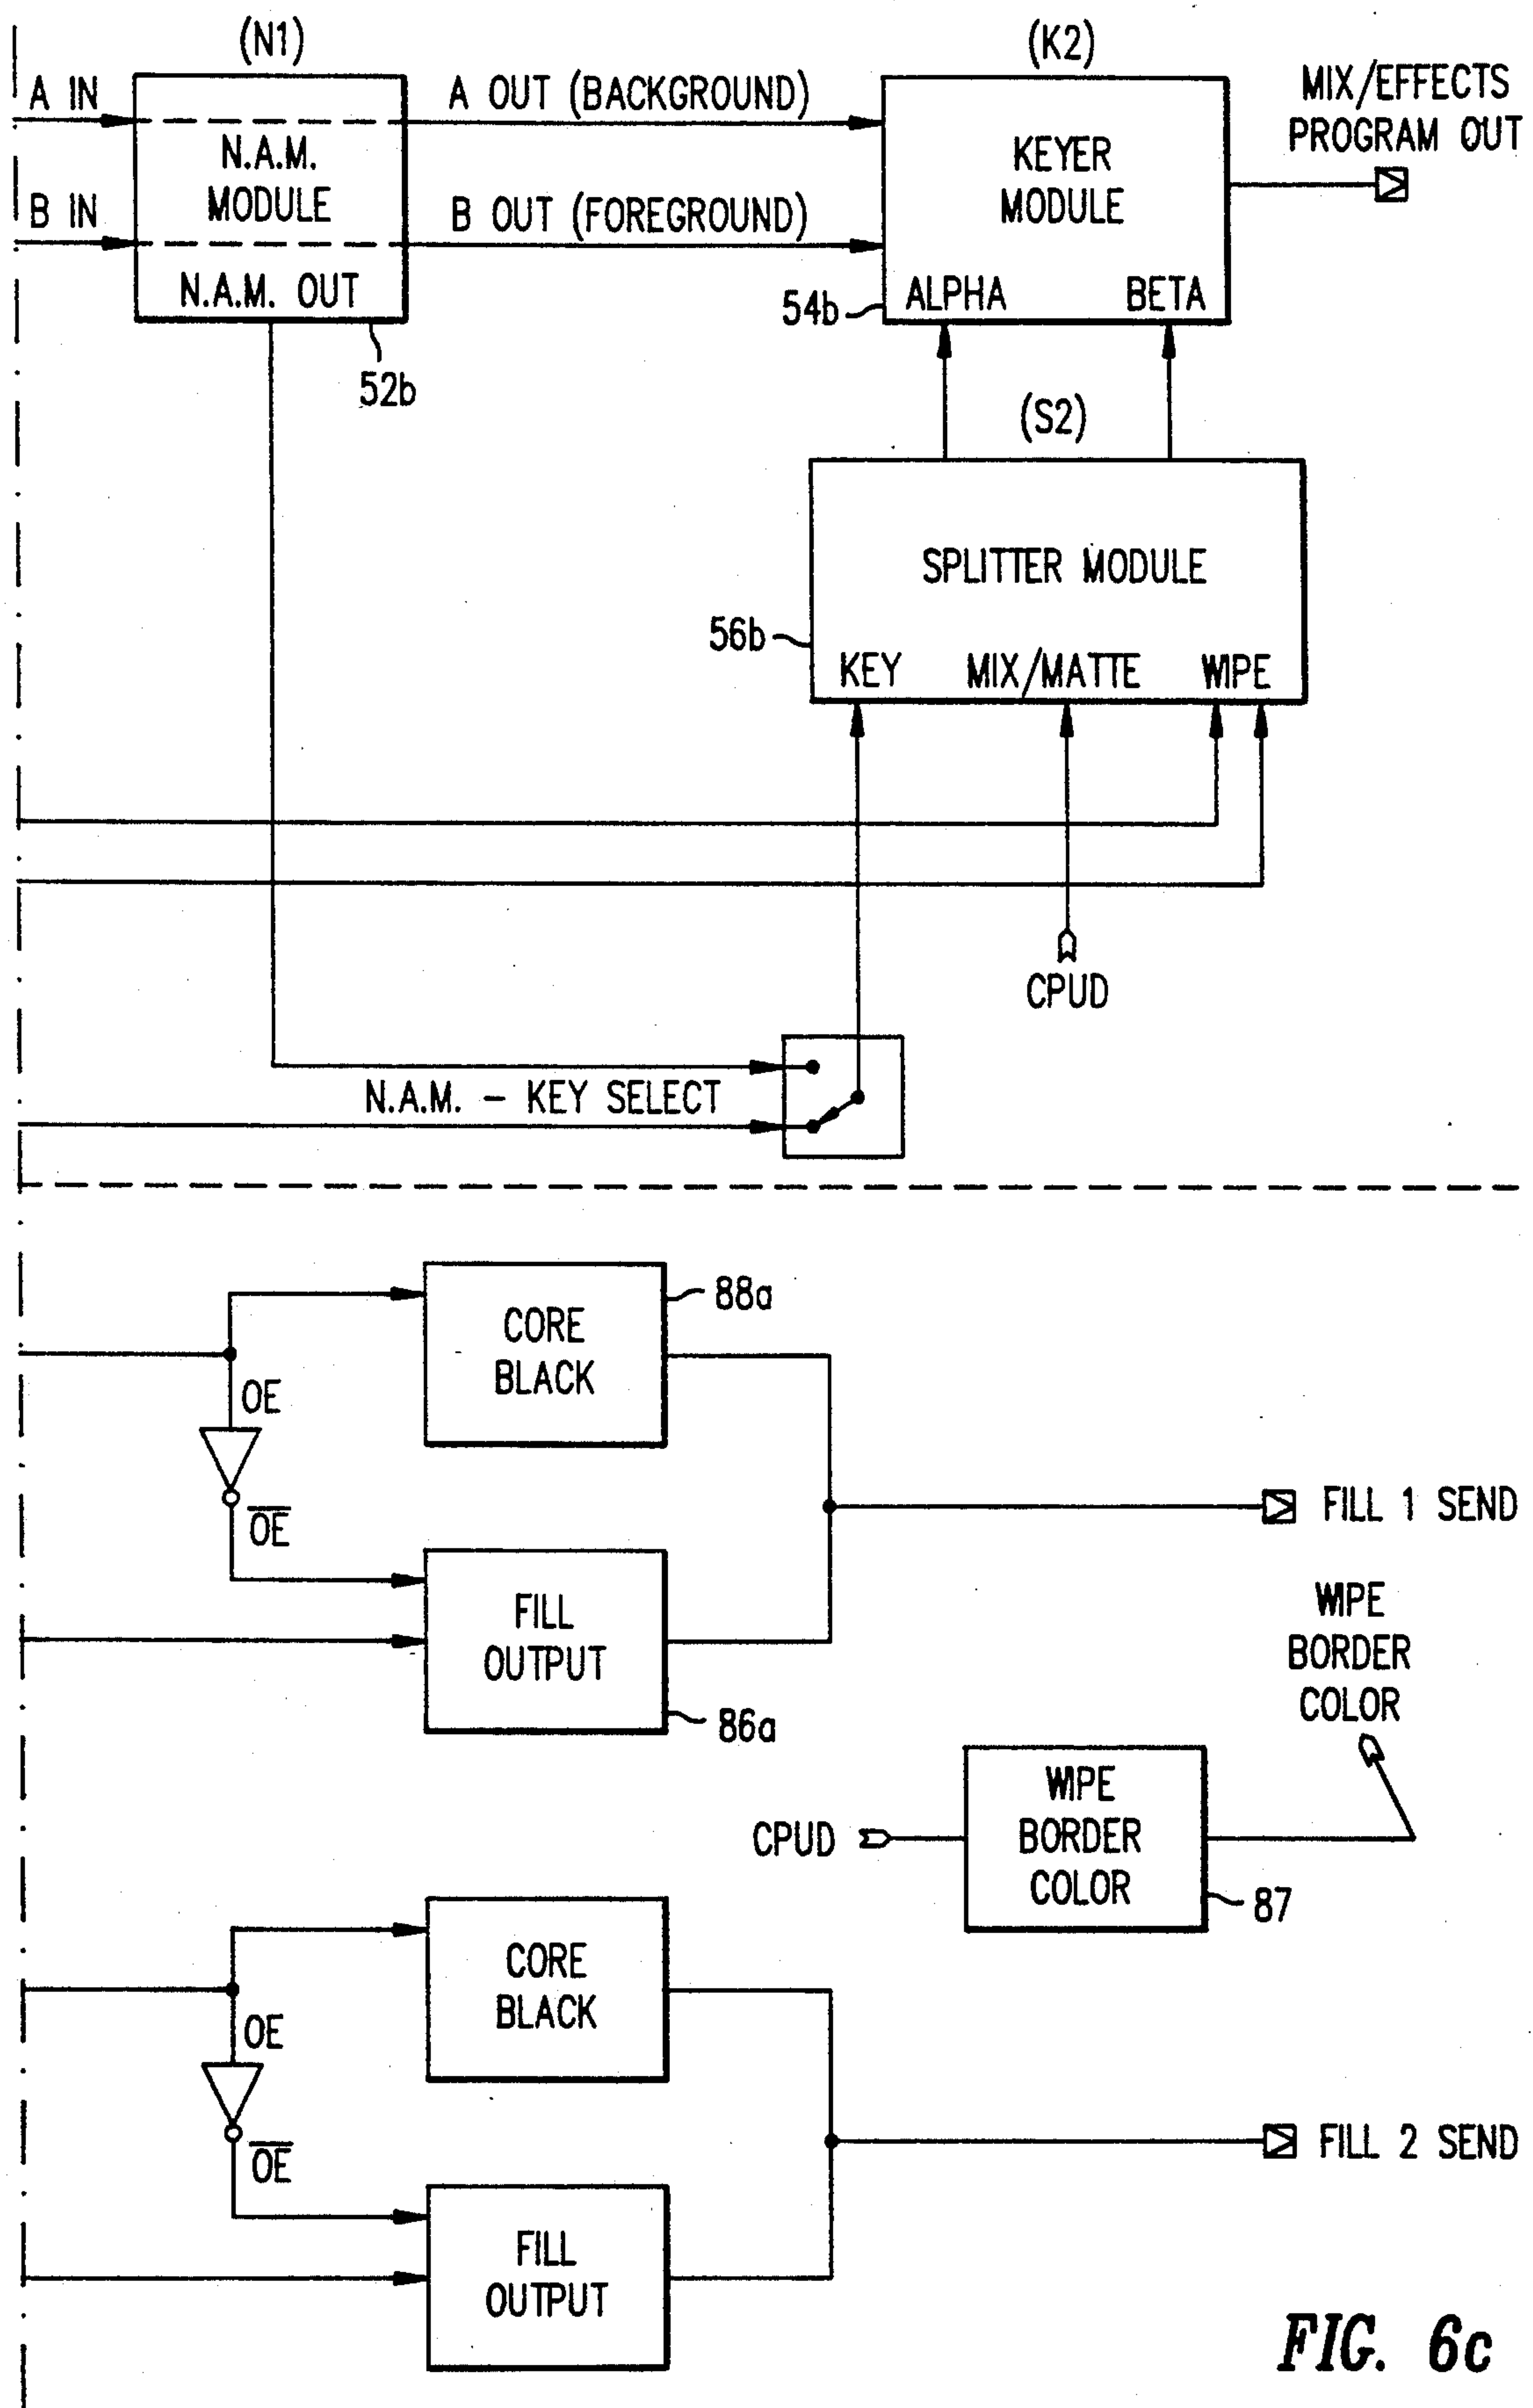 (N1)
(K2)
A IN
A OUT (BACKGROUND)
MIX/EFFECTS
PROGRAM OUT
N.A.M.
MODULE
KEYER
MODULE
B IN
B OUT (FOREGROUND)
N.A.M. OUT
ALPHA
BETA
54b
52b
(S2)
SPLITTER MODULE
56b
KEY
MIX/MATTE
WIPE
CPUD
N.A.M. - KEY SELECT
CORE
BLACK
88a
OE
OE
FILL 1 SEND
FILL
OUTPUT
86a
WIPE
BORDER
COLOR
CPUD
WIPE
BORDER
COLOR
87
CORE
BLACK
OE
OE
FILL 2 SEND
FILL
OUTPUT
FIG. 6c